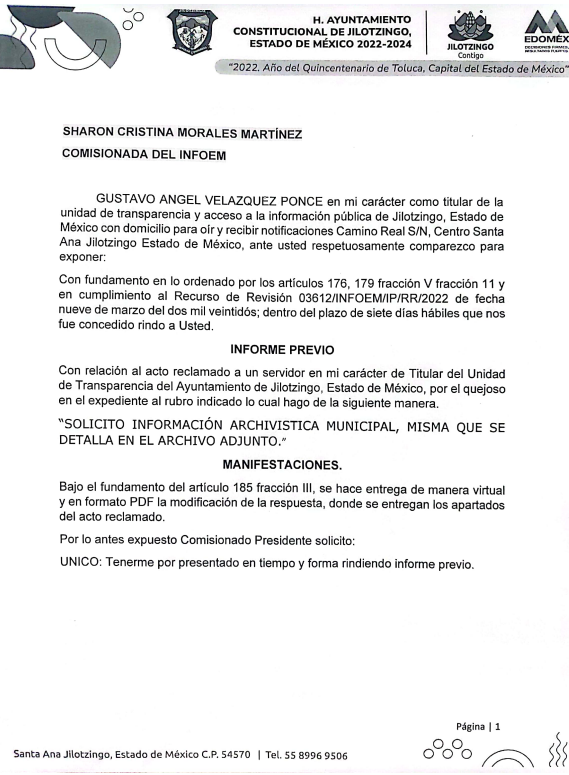 H. AYUNTAMIENTO
CONSTITUCIONAL DE JILOTZINGO,
ESTADO DE MÉXICO 2022-2024
JILOTZINGO
Contigo
EDOMÉX
DECISIONES FIRMES, RESULTADOS FUERTES.
"2022. Año del Quincentenario de Toluca, Capital del Estado de México"
SHARON CRISTINA MORALES MARTÍNEZ
COMISIONADA DEL INFOEM
GUSTAVO ANGEL VELAZQUEZ PONCE en mi carácter como titular de la
unidad de transparencia y acceso a la información pública de Jilotzingo, Estado de
México con domicilio para oír y recibir notificaciones Camino Real S/N, Centro Santa
Ana Jilotzingo Estado de México, ante usted respetuosamente comparezco para
exponer:
Con fundamento en lo ordenado por los artículos 176, 179 fracción V fracción 11 y
en cumplimiento al Recurso de Revisión 03612/INFOEM/IP/RR/2022 de fecha
nueve de marzo del dos mil veintidós; dentro del plazo de siete días hábiles que nos
fue concedido rindo a Usted.
INFORME PREVIO
Con relación al acto reclamado a un servidor en mi carácter de Titular del Unidad
de Transparencia del Ayuntamiento de Jilotzingo, Estado de México, por el quejoso
en el expediente al rubro indicado lo cual hago de la siguiente manera.
"SOLICITO INFORMACIÓN ARCHIVISTICA MUNICIPAL, MISMA QUE SE
DETALLA EN EL ARCHIVO ADJUNTO."
MANIFESTACIONES.
Bajo el fundamento del artículo 185 fracción III, se hace entrega de manera virtual
y en formato PDF la modificación de la respuesta, donde se entregan los apartados
del acto reclamado.
Por lo antes expuesto Comisionado Presidente solicito:
UNICO: Tenerme por presentado en tiempo y forma rindiendo informe previo.
Página | 1
Santa Ana Jilotzingo, Estado de México C.P. 54570 | Tel. 55 8996 9506